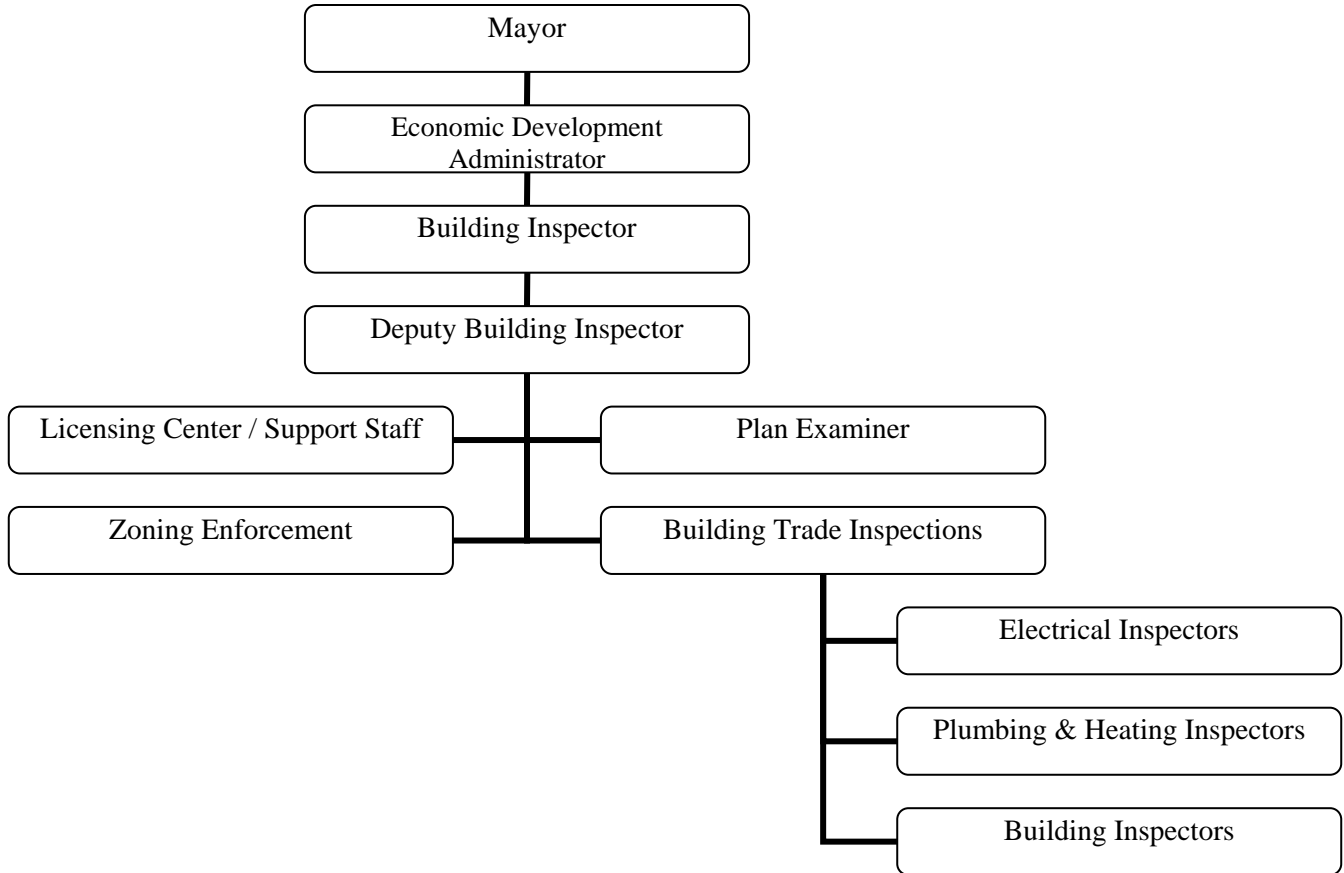 Mayor
Economic Development
Administrator
Building Inspector
Deputy Building Inspector
Licensing Center / Support Staff
Plan Examiner
Zoning Enforcement
Building Trade Inspections
Electrical Inspectors
Plumbing & Heating Inspectors
Building Inspectors